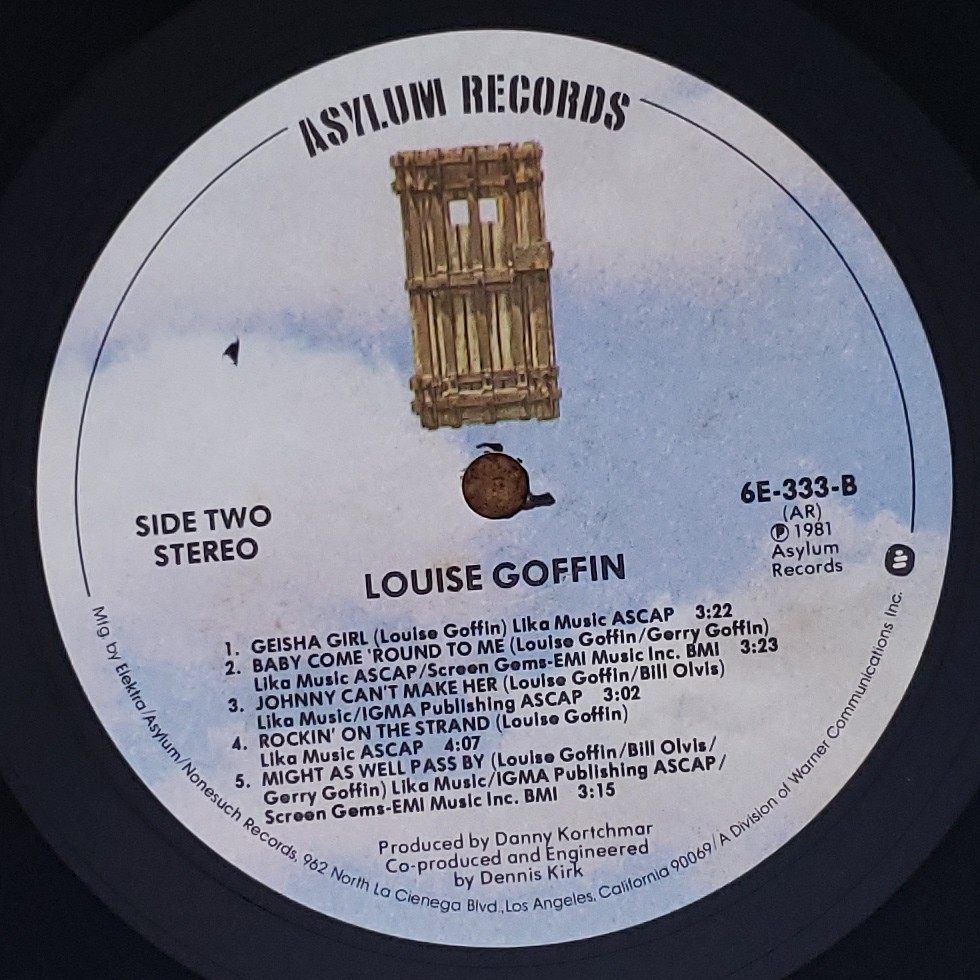 ASYLUM RECORDS
SIDE TWO
STEREO
6E-333-B
(AR)
Ⓟ 1981
Asylum
Records
LOUISE GOFFIN
1. GEISHA GIRL (Louise Goffin) Lika Music ASCAP 3:22
2. BABY COME 'ROUND TO ME (Louise Goffin/Gerry Goffin)
Lika Music ASCAP/Screen Gems-EMI Music Inc. BMI 3:23
3. JOHNNY CAN'T MAKE HER (Louise Goffin/Bill Olvis)
Lika Music/IGMA Publishing ASCAP 3:02
4. ROCKIN' ON THE STRAND (Louise Goffin)
Lika Music ASCAP 4:07
5. MIGHT AS WELL PASS BY (Louise Goffin/Bill Olvis/
Gerry Goffin) Lika Music/IGMA Publishing ASCAP/
Screen Gems-EMI Music Inc. BMI 3:15
Produced by Danny Kortchmar
Co-produced and Engineered
by Dennis Kirk
Mfg. by Elektra/Asylum/Nonesuch Records, 962 North La Cienega Blvd., Los Angeles, California 90069/A Division of Warner Communications Inc.